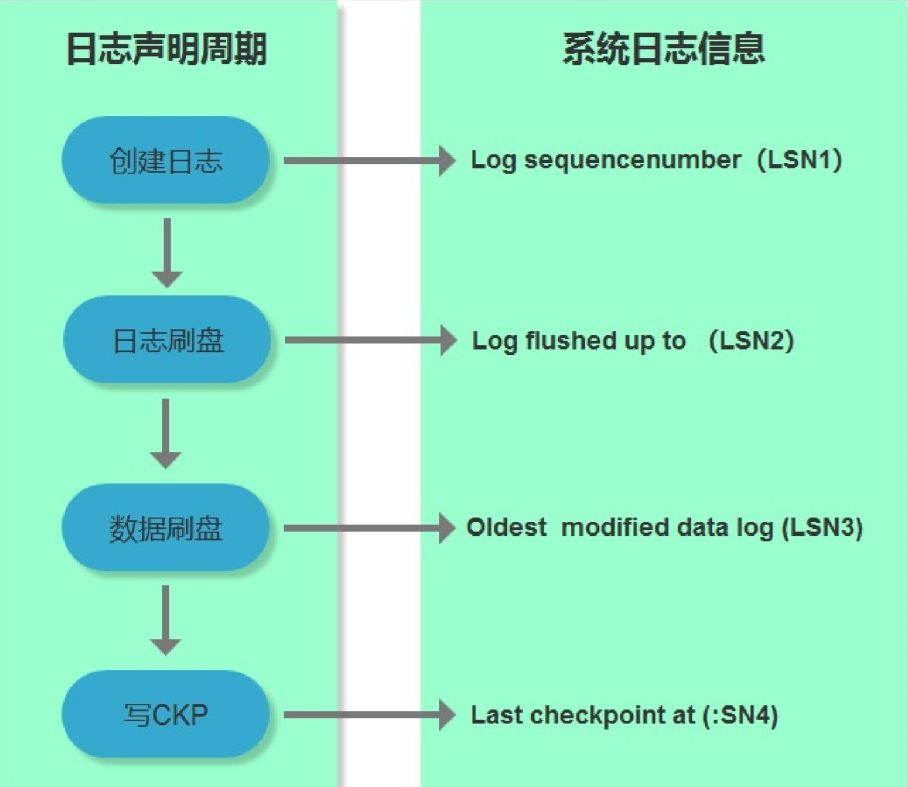 日志声明周期
系统日志信息
创建日志
Log sequencenumber（LSN1）
日志刷盘
Log flushed up to （LSN2）
数据刷盘
Oldest  modified data log (LSN3)
写CKP
Last checkpoint at (:SN4)